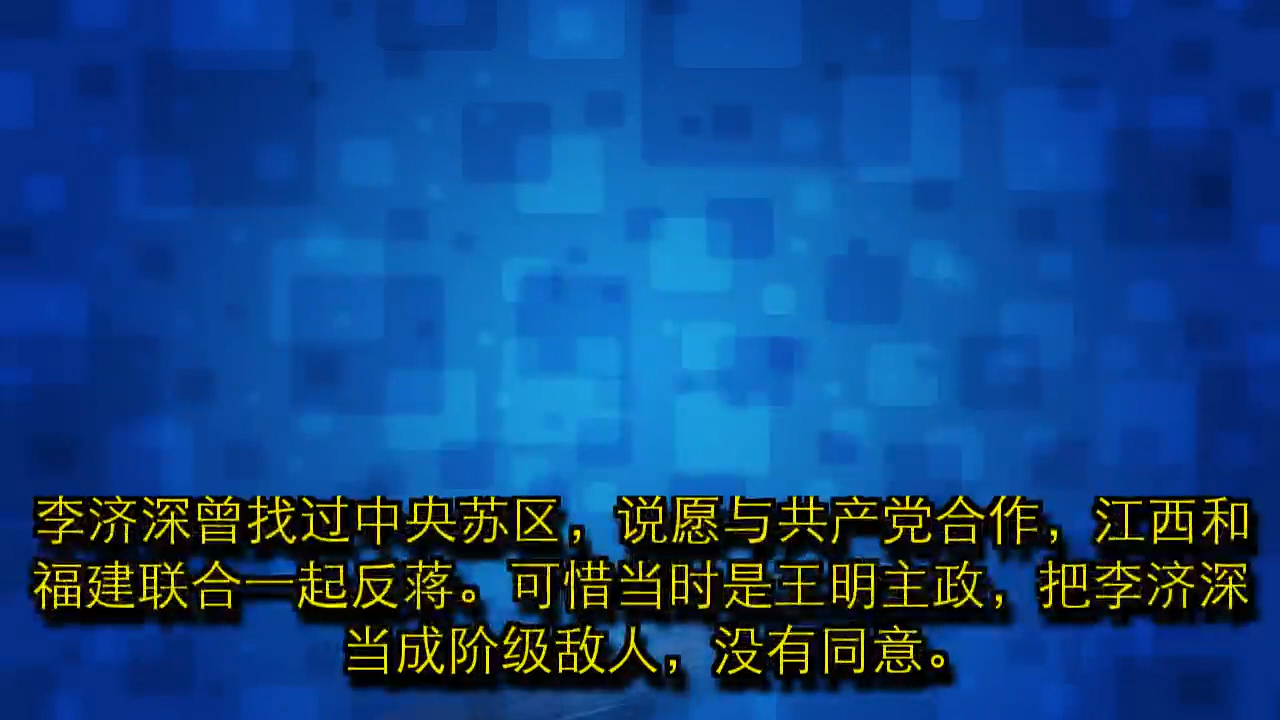 李济深曾找过中央苏区，说愿与共产党合作，江西和
福建联合一起反蒋。可惜当时是王明主政，把李济深
当成阶级敌人，没有同意。